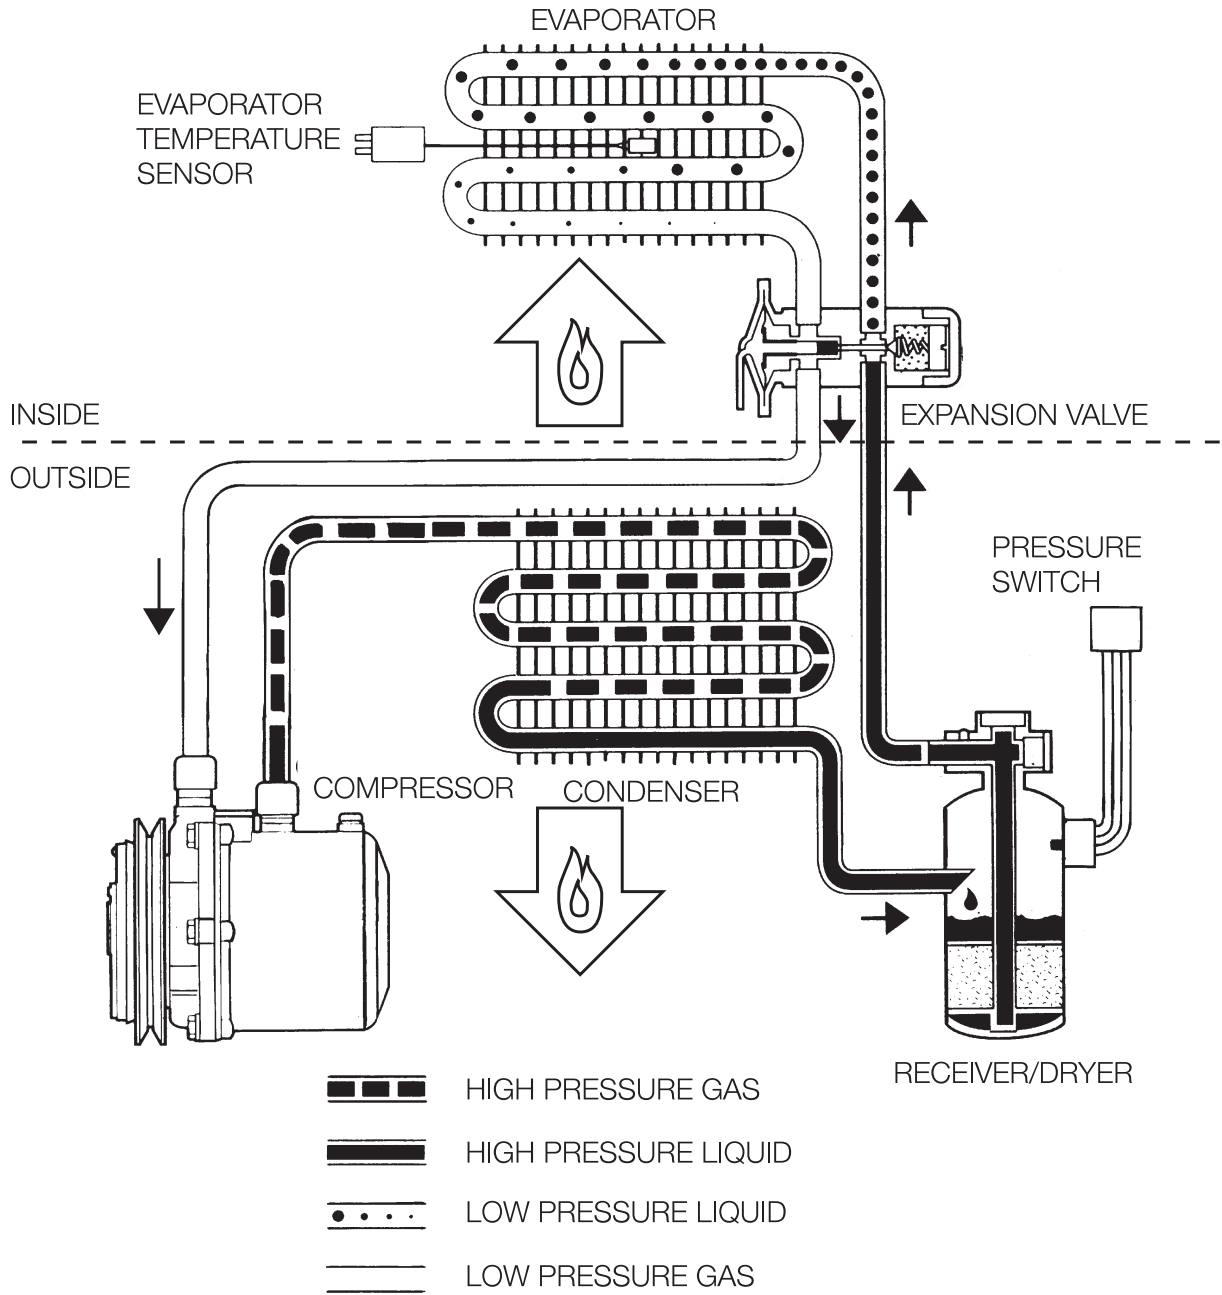 EVAPORATOR
EVAPORATOR
TEMPERATURE
SENSOR
INSIDE
EXPANSION VALVE
OUTSIDE
PRESSURE
SWITCH
COMPRESSOR
CONDENSER
RECEIVER/DRYER
HIGH PRESSURE GAS
HIGH PRESSURE LIQUID
LOW PRESSURE LIQUID
LOW PRESSURE GAS